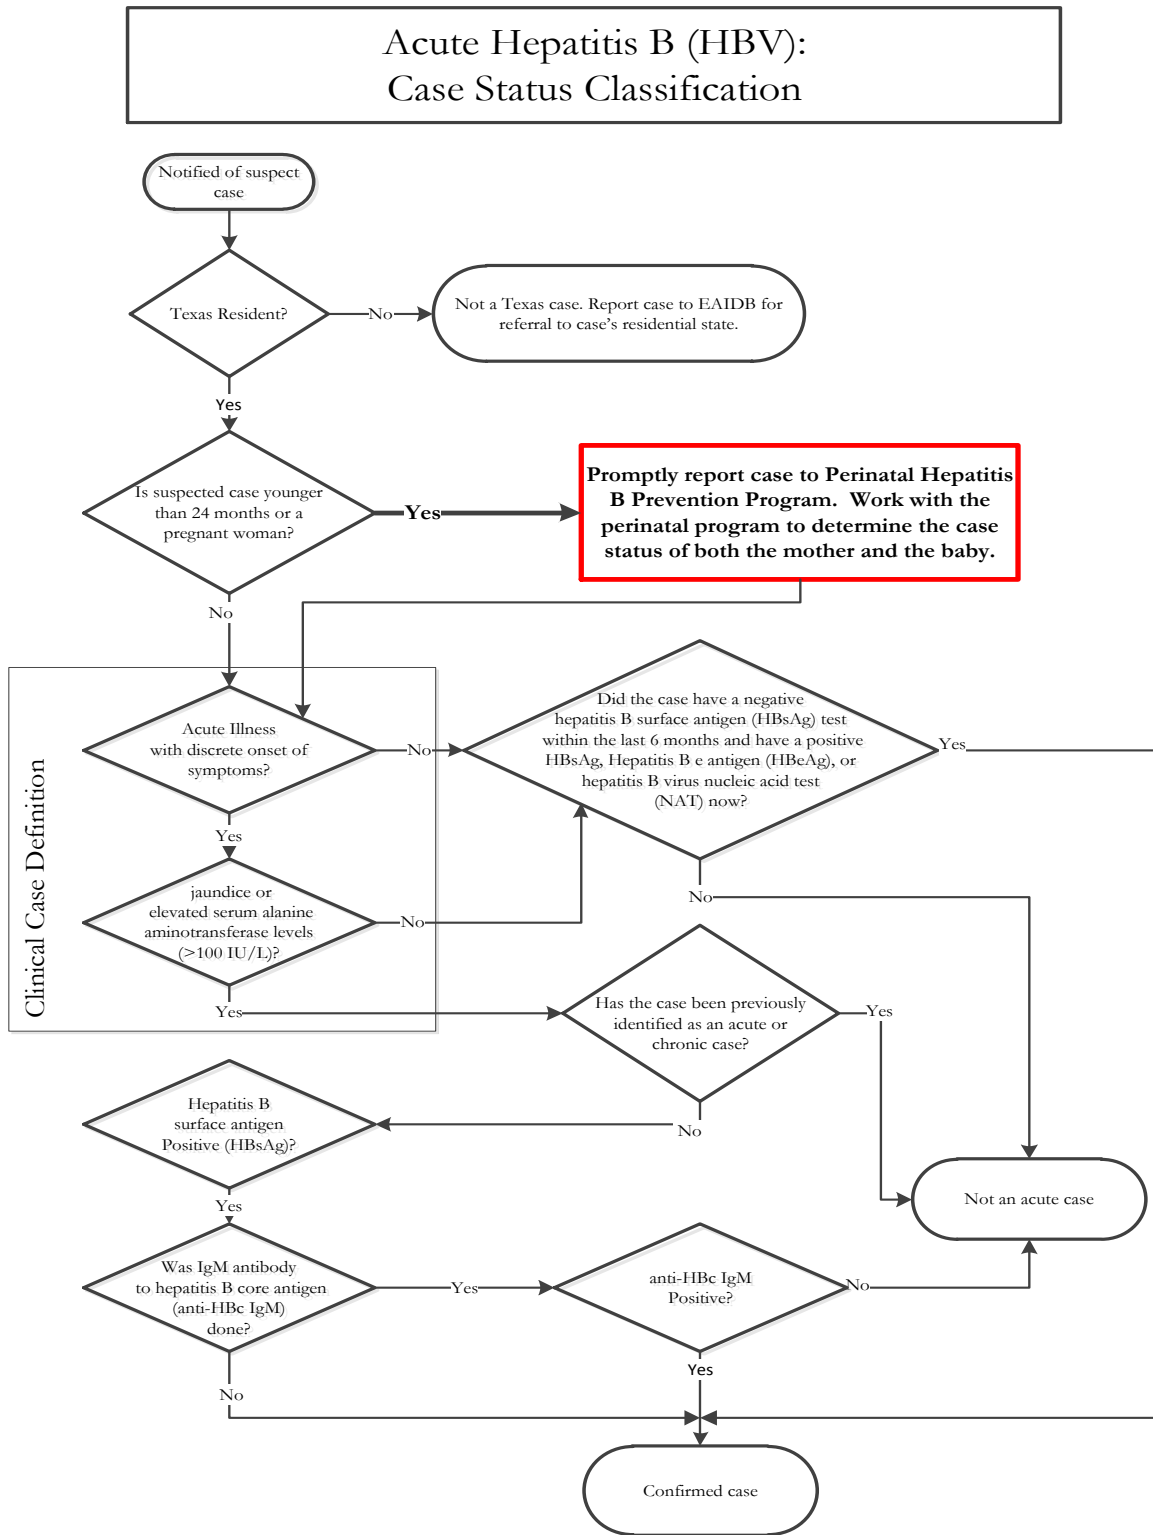 Acute Hepatitis B (HBV):
Case Status Classification
Notified of suspect
case
Texas Resident?
No
Not a Texas case. Report case to EAIDB for
referral to case's residential state.
Yes
Is suspected case younger
than 24 months or a
pregnant woman?
Yes
Promptly report case to Perinatal Hepatitis
B Prevention Program.  Work with the
perinatal program to determine the case
status of both the mother and the baby.
No
Clinical Case Definition
Acute Illness
with discrete onset of
symptoms?
No
Did the case have a negative
hepatitis B surface antigen (HBsAg) test
within the last 6 months and have a positive
HBsAg, Hepatitis B e antigen (HBeAg), or
hepatitis B virus nucleic acid test
(NAT) now?
Yes
Yes
No
jaundice or
elevated serum alanine
aminotransferase levels
(>100 IU/L)?
No
Yes
Has the case been previously
identified as an acute or
chronic case?
Yes
No
Hepatitis B
surface antigen
Positive (HBsAg)?
Yes
Not an acute case
Was IgM antibody
to hepatitis B core antigen
(anti-HBc IgM)
done?
Yes
anti-HBc IgM
Positive?
No
Yes
No
Confirmed case